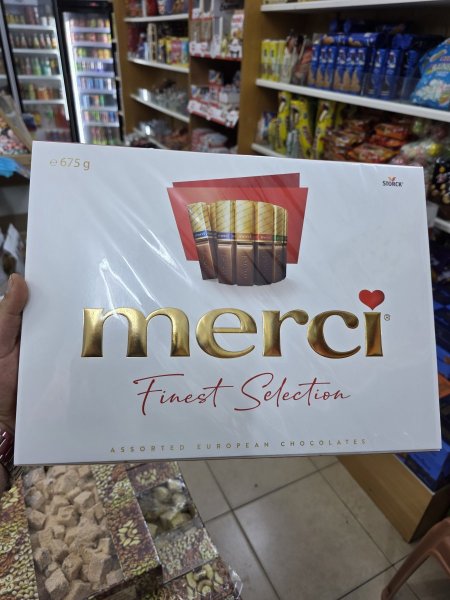 e 675 g
STORCK
merci
Finest Selection
ASSORTED EUROPEAN CHOCOLATES